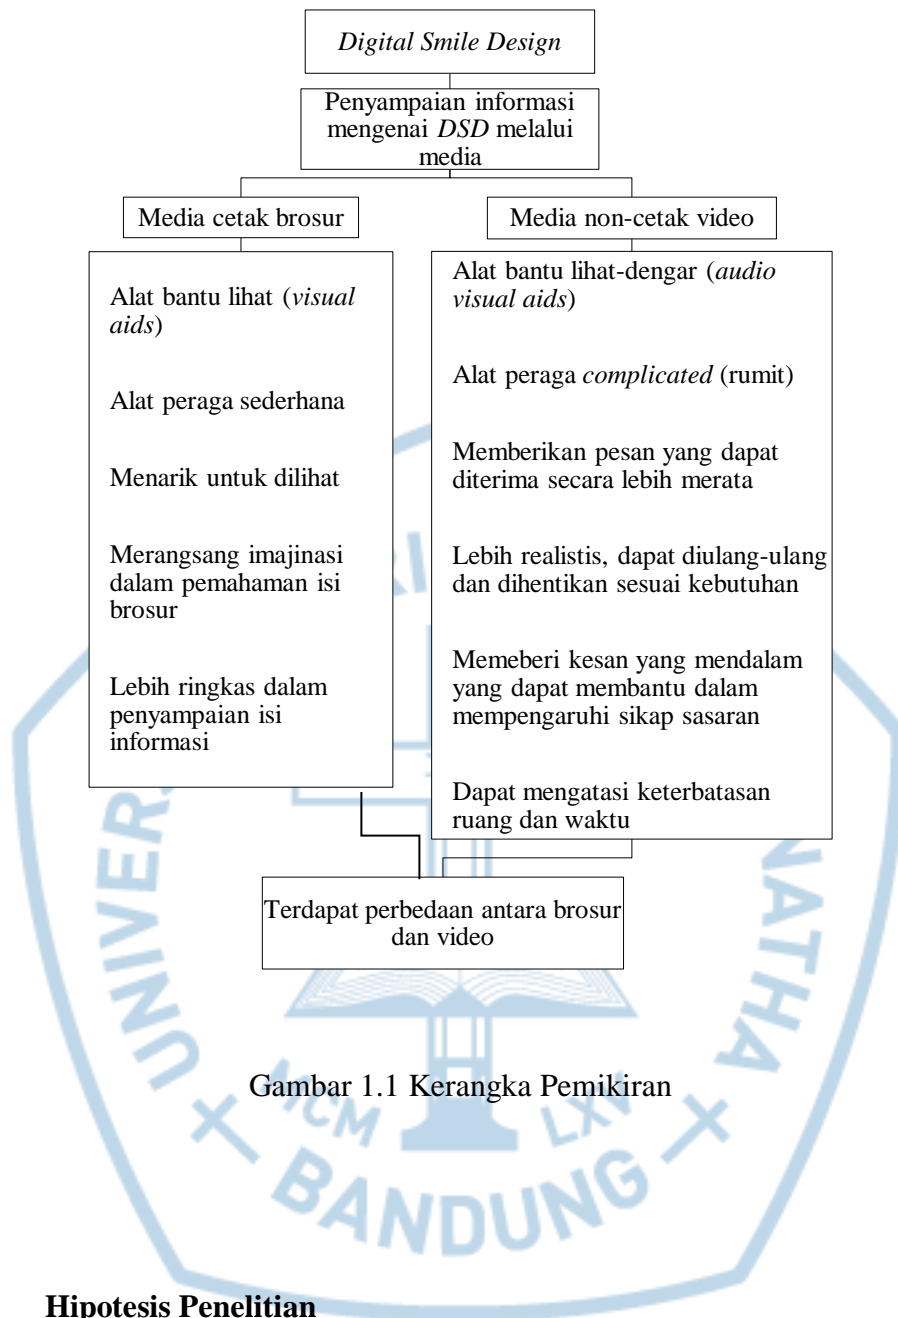 Digital Smile Design
Penyampaian informasi
mengenai DSD melalui
media
Media cetak brosur
Media non-cetak video
Alat bantu lihat (visual
aids)
Alat peraga sederhana
Menarik untuk dilihat
Merangsang imajinasi
dalam pemahaman isi
brosur
Lebih ringkas dalam
penyampaian isi
informasi
Alat bantu lihat-dengar (audio
visual aids)
Alat peraga complicated (rumit)
Memberikan pesan yang dapat
diterima secara lebih merata
Lebih realistis, dapat diulang-ulang
dan dihentikan sesuai kebutuhan
Memeberi kesan yang mendalam
yang dapat membantu dalam
mempengaruhi sikap sasaran
Dapat mengatasi keterbatasan
ruang dan waktu
Terdapat perbedaan antara brosur
dan video
Gambar 1.1 Kerangka Pemikiran
MCM LXV
BANDUNG
Hipotesis Penelitian